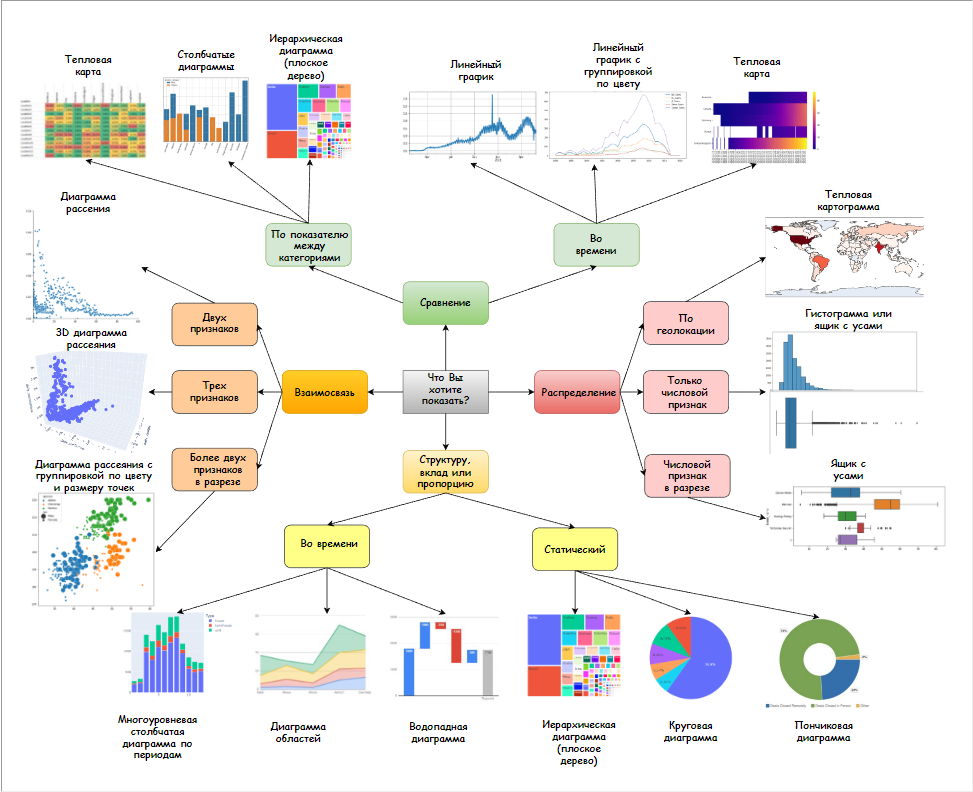 Тепловая
карта
Столбчатые
диаграммы
Иерархическая
диаграмма
(плоское
дерево)
Линейный
график
Линейный
график с
группировкой
по цвету
Тепловая
карта
Диаграмма
рассения
По показателю
между
категориями
Во
времени
Тепловая
картограмма
Сравнение
Двух
признаков
По
геолокации
Гистограмма или
ящик с усами
3D диаграмма
рассеяния
Трех
признаков
Взаимосвязь
Что Вы
хотите
показать?
Распределение
Только
числовой
признак
Диаграмма рассеяния с
группировкой по цвету
и размеру точек
Более двух
признаков
в разрезе
Структуру,
вклад или
пропорцию
Числовой
признак
в разрезе
Ящик с
усами
Во времени
Статический
Многоуровневая
столбчатая
диаграмма по
периодам
Диаграмма
областей
Водопадная
диаграмма
Иерархическая
диаграмма
(плоское
дерево)
Круговая
диаграмма
Пончиковая
диаграмма